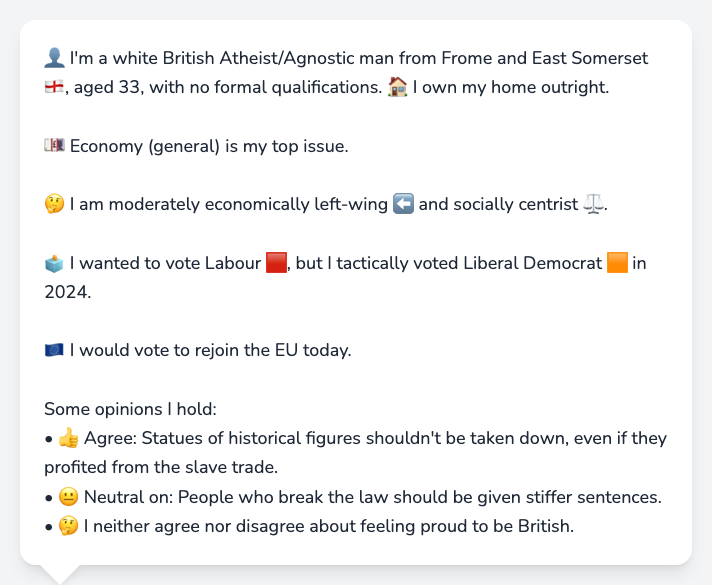 👤 I'm a white British Atheist/Agnostic man from Frome and East Somerset
🏴󠁧󠁢󠁥󠁮󠁧󠁿, aged 33, with no formal qualifications. 🏠 I own my home outright.
💷 Economy (general) is my top issue.
🤔 I am moderately economically left-wing ⬅️ and socially centrist ⚖️.
🗳️ I wanted to vote Labour 🟥, but I tactically voted Liberal Democrat 🟧 in
2024.
🇪🇺 I would vote to rejoin the EU today.
Some opinions I hold:
• 👍 Agree: Statues of historical figures shouldn't be taken down, even if they
profited from the slave trade.
• 😐 Neutral on: People who break the law should be given stiffer sentences.
• 🤔 I neither agree nor disagree about feeling proud to be British.